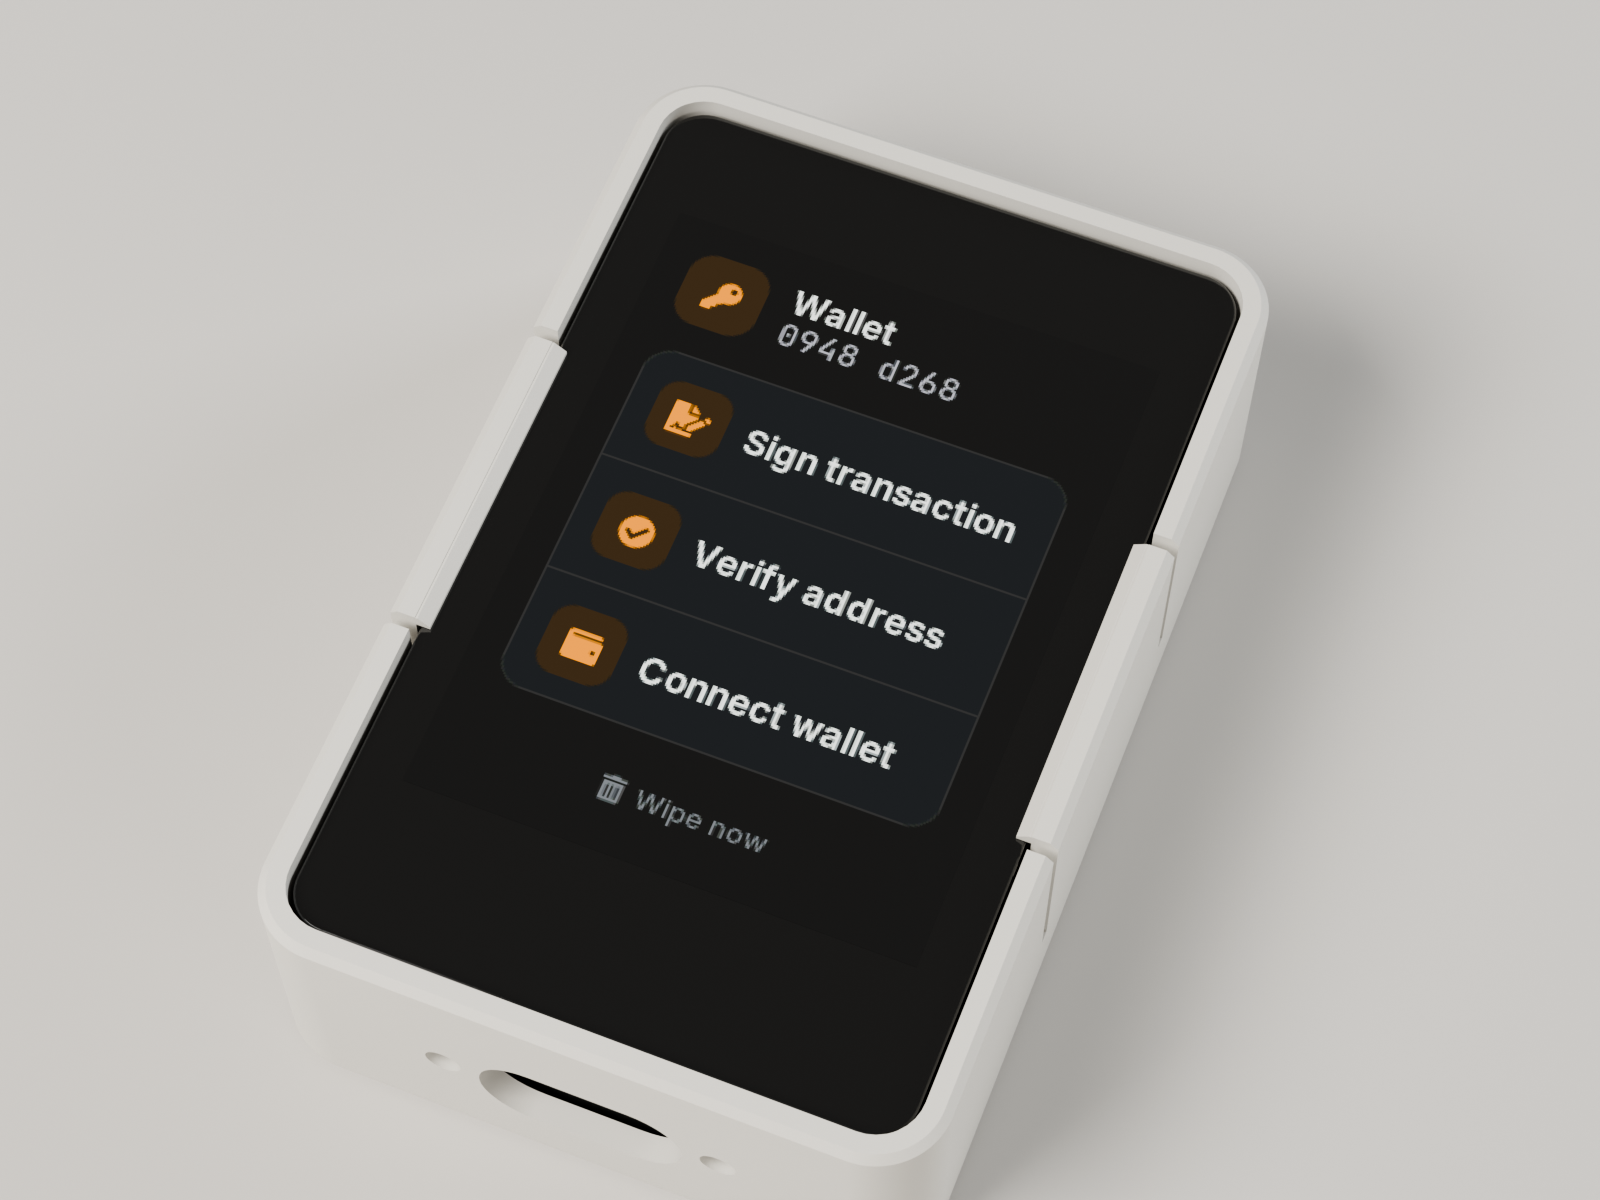 Wallet
0948 d268
Sign transaction
Verify address
Connect wallet
Wipe now